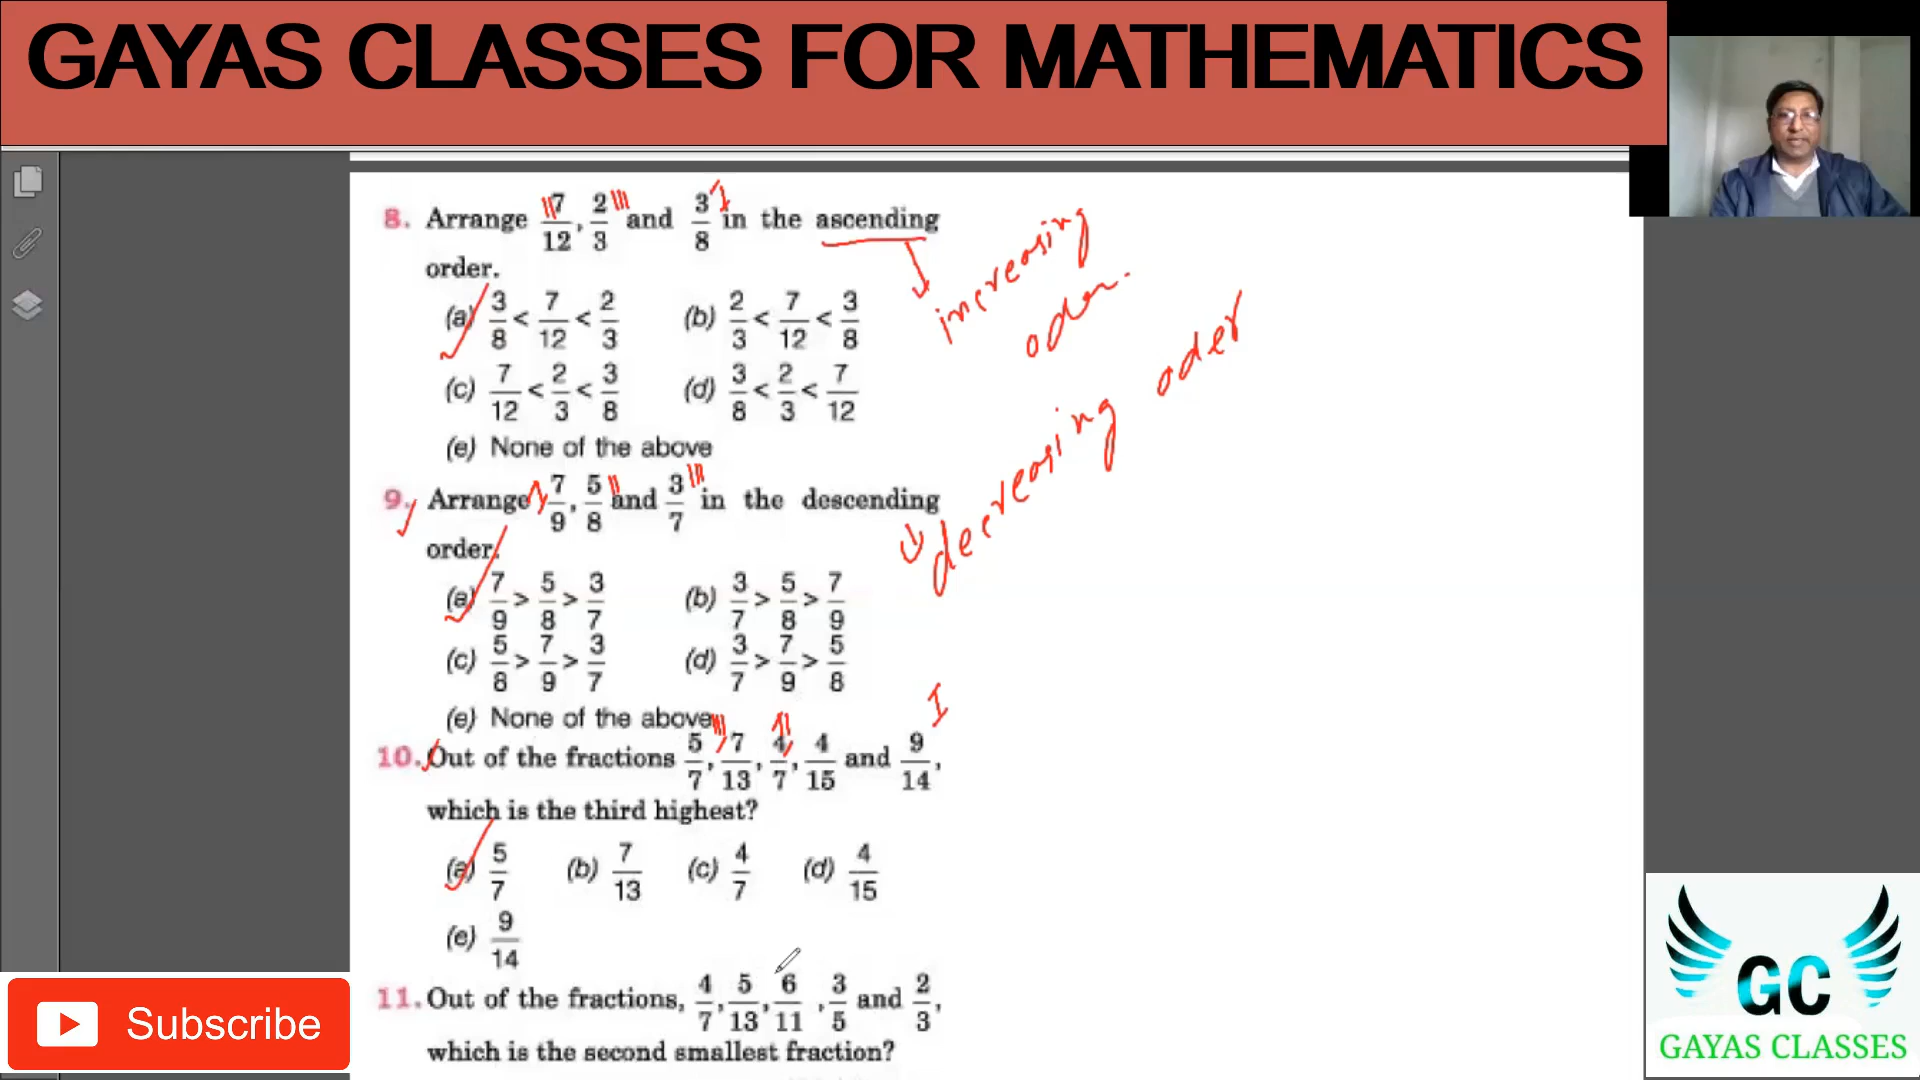 GAYAS CLASSES FOR MATHEMATICS
8. Arrange 7/12, 2/3 and 3/8 in the ascending
order.
(a) 3/8 < 7/12 < 2/3 (b) 2/3 < 7/12 < 3/8
(c) 7/12 < 2/3 < 3/8 (d) 3/8 < 2/3 < 7/12
(e) None of the above
increasing
oder.
9. Arrange 7/9, 5/8 and 3/7 in the descending
order.
decreasing oder
(a) 7/9 > 5/8 > 3/7 (b) 3/7 > 5/8 > 7/9
(c) 5/8 > 7/9 > 3/7 (d) 3/7 > 7/9 > 5/8
(e) None of the above
I
10. Out of the fractions 5/7, 7/13, 4/7, 4/15 and 9/14,
which is the third highest?
(a) 5/7 (b) 7/13 (c) 4/7 (d) 4/15
(e) 9/14
11. Out of the fractions, 4/7, 5/13, 6/11, 3/5 and 2/3,
which is the second smallest fraction?
Subscribe
GC
GAYAS CLASSES